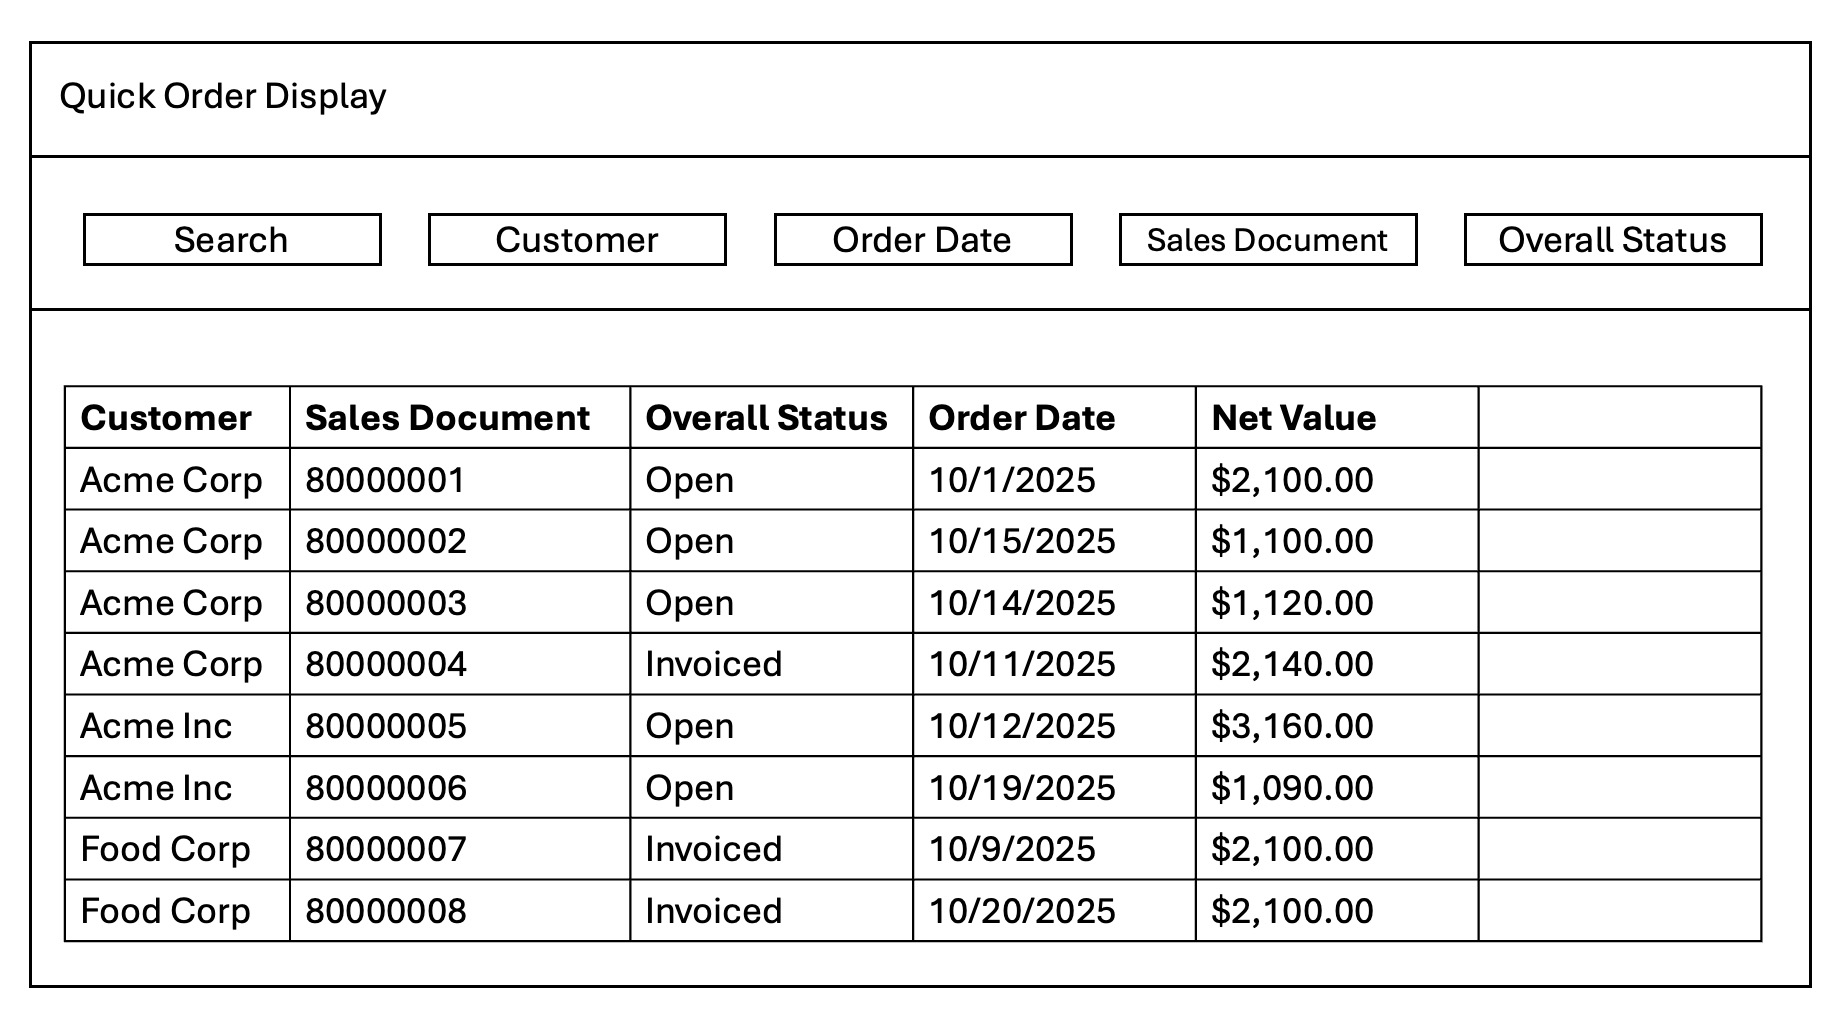 Quick Order Display
Search Customer Order Date Sales Document Overall Status
Customer Sales Document Overall Status Order Date Net Value
Acme Corp 80000001 Open 10/1/2025 $2,100.00
Acme Corp 80000002 Open 10/15/2025 $1,100.00
Acme Corp 80000003 Open 10/14/2025 $1,120.00
Acme Corp 80000004 Invoiced 10/11/2025 $2,140.00
Acme Inc 80000005 Open 10/12/2025 $3,160.00
Acme Inc 80000006 Open 10/19/2025 $1,090.00
Food Corp 80000007 Invoiced 10/9/2025 $2,100.00
Food Corp 80000008 Invoiced 10/20/2025 $2,100.00